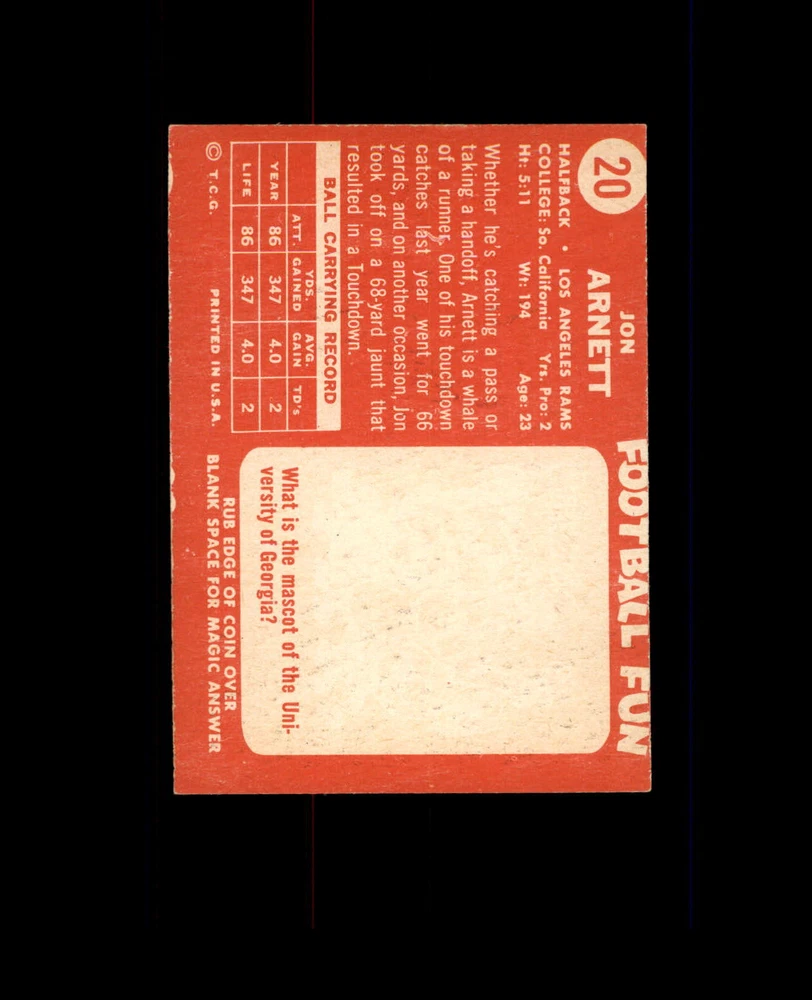 20
JON
ARNETT
HALFBACK • LOS ANGELES RAMS
COLLEGE: So. California Yrs. Pro: 2
Ht: 5:11 Wt: 194 Age: 23
Whether he's catching a pass or
taking a handoff, Arnett is a whale
of a runner. One of his touchdown
catches last year went for 66
yards, and on another occasion, Jon
took off on a 68-yard jaunt that
resulted in a Touchdown.
BALL CARRYING RECORD
ATT. YDS. GAINED AVG. GAIN TD's
YEAR 86 347 4.0 2
LIFE 86 347 4.0 2
© T.C.G. PRINTED IN U.S.A.
FOOTBALL FUN
What is the mascot of the Uni-
versity of Georgia?
RUB EDGE OF COIN OVER
BLANK SPACE FOR MAGIC ANSWER